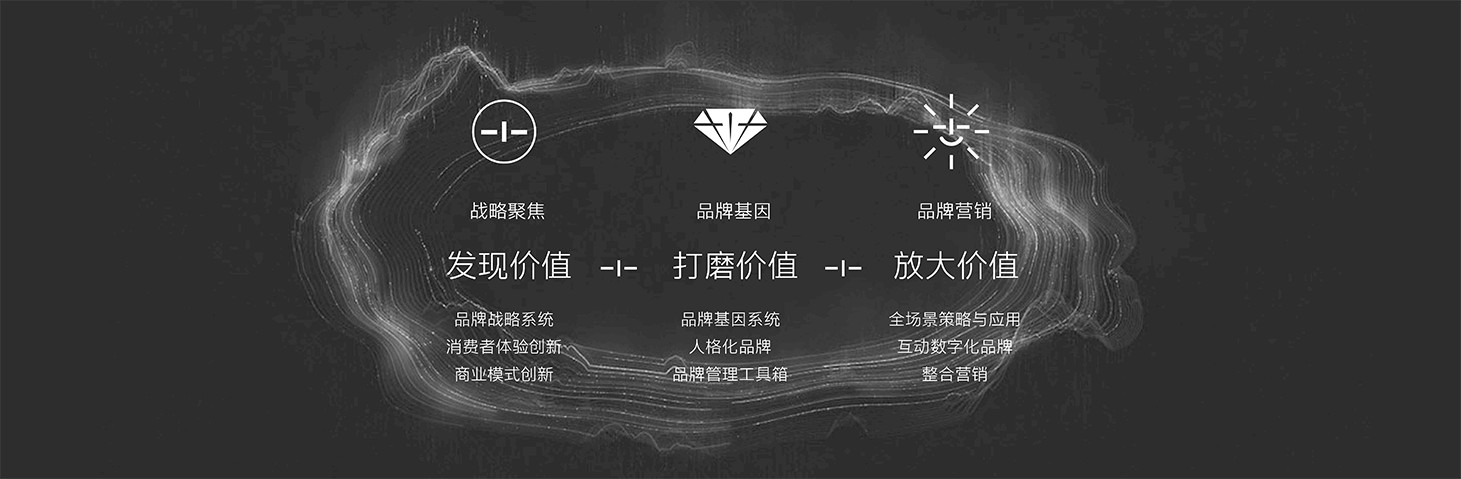 战略聚焦
品牌基因
品牌营销
发现价值
打磨价值
放大价值
品牌战略系统
品牌基因系统
全场景策略与应用
消费者体验创新
人格化品牌
互动数字化品牌
商业模式创新
品牌管理工具箱
整合营销